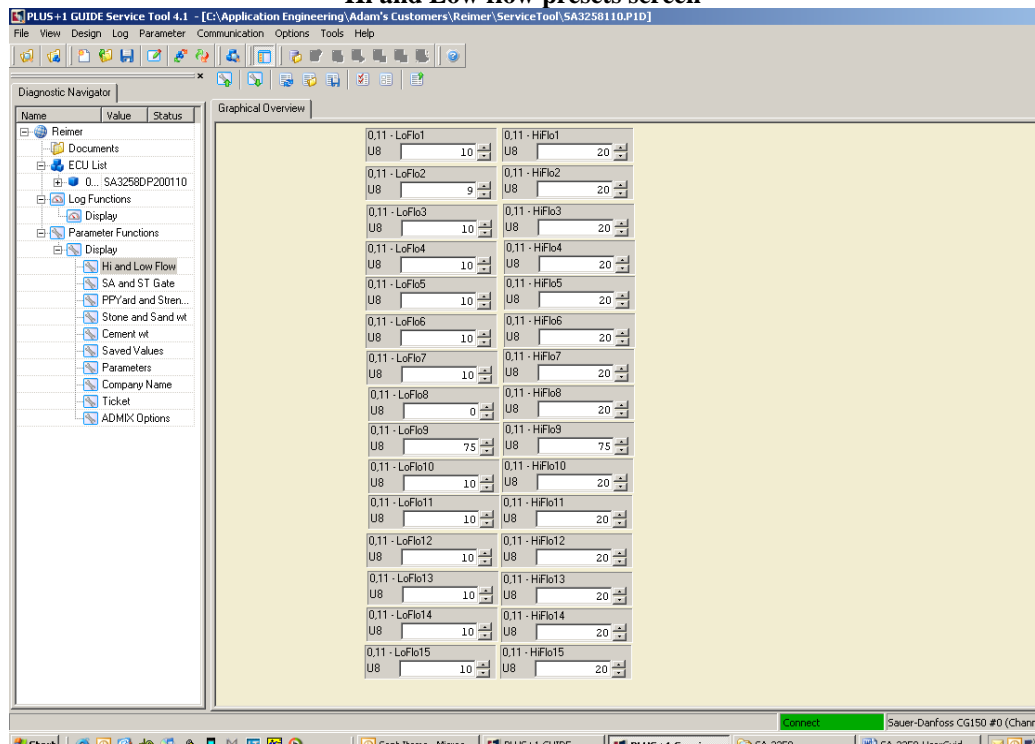 Hi and Low flow presets screen
PLUS+1 GUIDE Service Tool 4.1 - [C:\Application Engineering\Adam's Customers\Reimer\ServiceTool\SA3258110.P1D]
File View Design Log Parameter Communication Options Tools Help
Diagnostic Navigator
Graphical Overview
Name Value Status
Reimer
Documents
ECU List
0... SA3258DP200110
Log Functions
Display
Parameter Functions
Display
Hi and Low Flow
SA and ST Gate
PPYard and Stren...
Stone and Sand wt
Cement wt
Saved Values
Parameters
Company Name
Ticket
ADMIX Options
0,11 - LoFlo1 0,11 - HiFlo1
U8 10 U8 20
0,11 - LoFlo2 0,11 - HiFlo2
U8 9 U8 20
0,11 - LoFlo3 0,11 - HiFlo3
U8 10 U8 20
0,11 - LoFlo4 0,11 - HiFlo4
U8 10 U8 20
0,11 - LoFlo5 0,11 - HiFlo5
U8 10 U8 20
0,11 - LoFlo6 0,11 - HiFlo6
U8 10 U8 20
0,11 - LoFlo7 0,11 - HiFlo7
U8 10 U8 20
0,11 - LoFlo8 0,11 - HiFlo8
U8 0 U8 20
0,11 - LoFlo9 0,11 - HiFlo9
U8 75 U8 75
0,11 - LoFlo10 0,11 - HiFlo10
U8 10 U8 20
0,11 - LoFlo11 0,11 - HiFlo11
U8 10 U8 20
0,11 - LoFlo12 0,11 - HiFlo12
U8 10 U8 20
0,11 - LoFlo13 0,11 - HiFlo13
U8 10 U8 20
0,11 - LoFlo14 0,11 - HiFlo14
U8 10 U8 20
0,11 - LoFlo15 0,11 - HiFlo15
U8 10 U8 20
Connect Sauer-Danfoss CG150 #0 (Chann